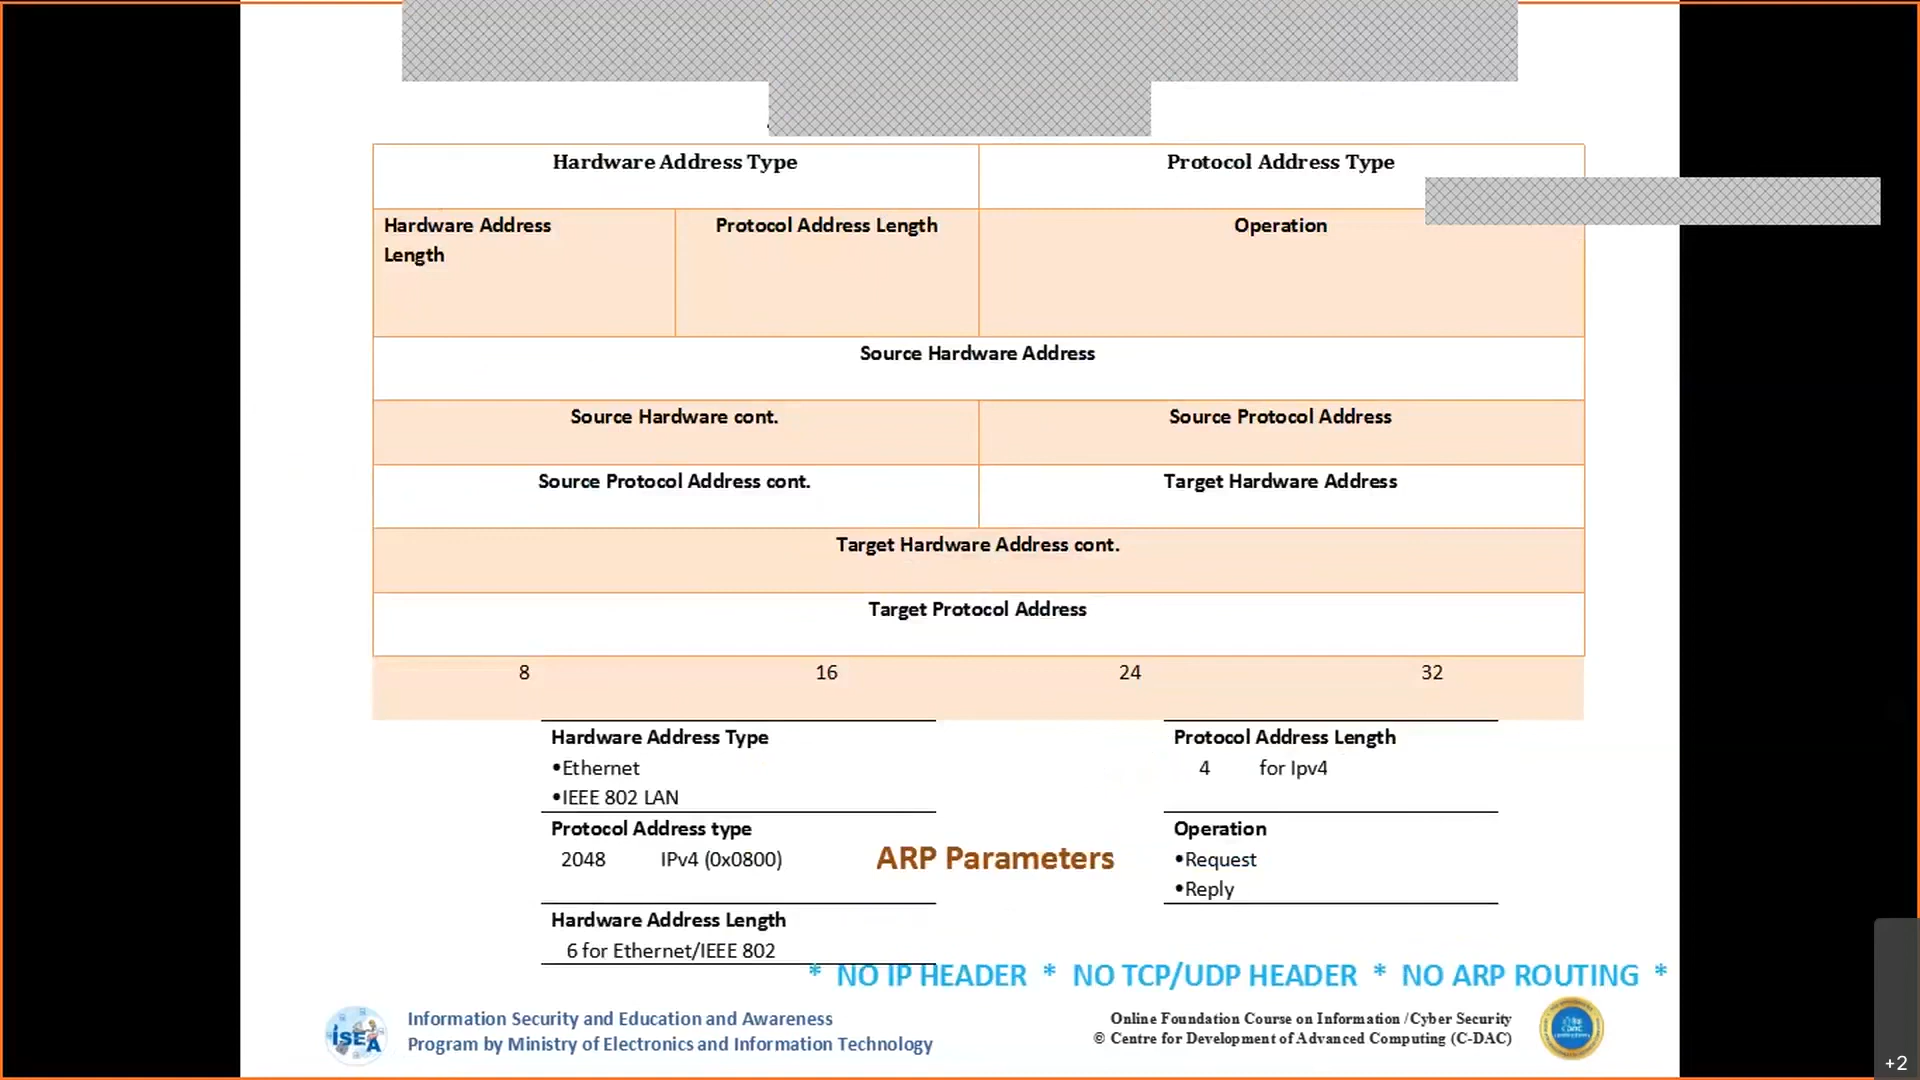 Hardware Address Type Protocol Address Type
Hardware Address Protocol Address Length Operation
Length
Source Hardware Address
Source Hardware cont. Source Protocol Address
Source Protocol Address cont. Target Hardware Address
Target Hardware Address cont.
Target Protocol Address
8 16 24 32
Hardware Address Type
•Ethernet
•IEEE 802 LAN
Protocol Address type
2048 IPv4 (0x0800)
Hardware Address Length
6 for Ethernet/IEEE 802
ARP Parameters
Protocol Address Length
4 for Ipv4
Operation
•Request
•Reply
* NO IP HEADER * NO TCP/UDP HEADER * NO ARP ROUTING *
ISEA
Information Security and Education and Awareness
Program by Ministry of Electronics and Information Technology
Online Foundation Course on Information /Cyber Security
© Centre for Development of Advanced Computing (C-DAC)
+2